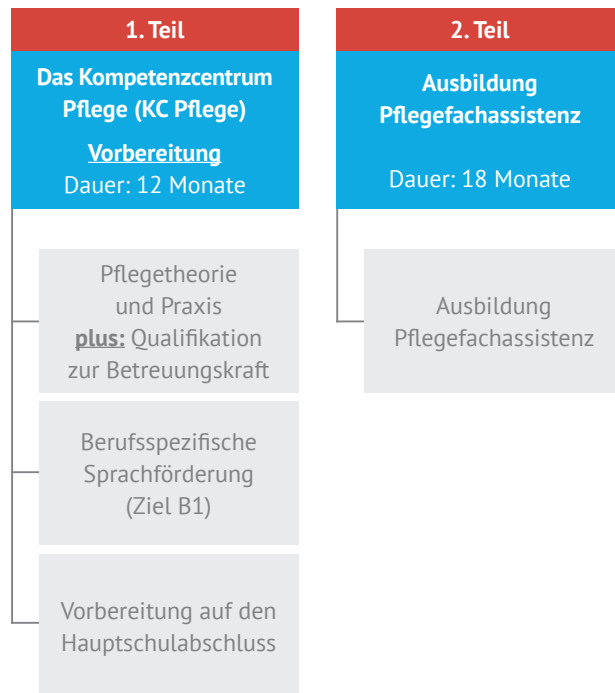 1. Teil
Das Kompetenzcentrum
Pflege (KC Pflege)
Vorbereitung
Dauer: 12 Monate
Pflegetheorie
und Praxis
plus: Qualifikation
zur Betreuungskraft
Berufsspezifische
Sprachförderung
(Ziel B1)
Vorbereitung auf den
Hauptschulabschluss
2. Teil
Ausbildung
Pflegefachassistenz
Dauer: 18 Monate
Ausbildung
Pflegefachassistenz